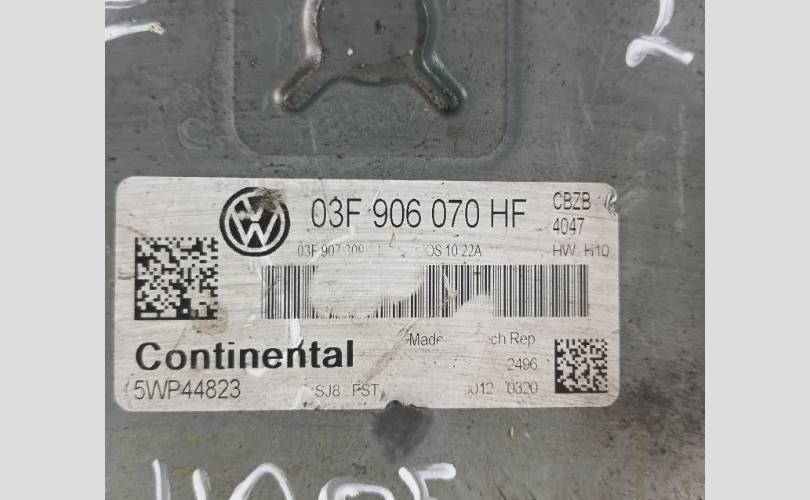 03F 906 070 HF
CBZB
4047
03F 907 309
OS 10.22A
HW H10
Continental
5WP44823
Made
ch Rep
2496
SJ8 PST
0320